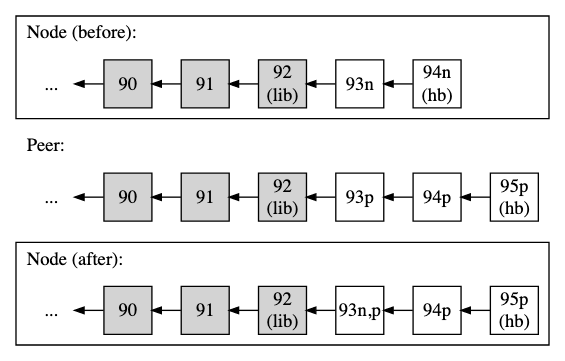 Node (before):
... 90 91 92 (lib) 93n 94n (hb)
Peer:
... 90 91 92 (lib) 93p 94p 95p (hb)
Node (after):
... 90 91 92 (lib) 93n,p 94p 95p (hb)